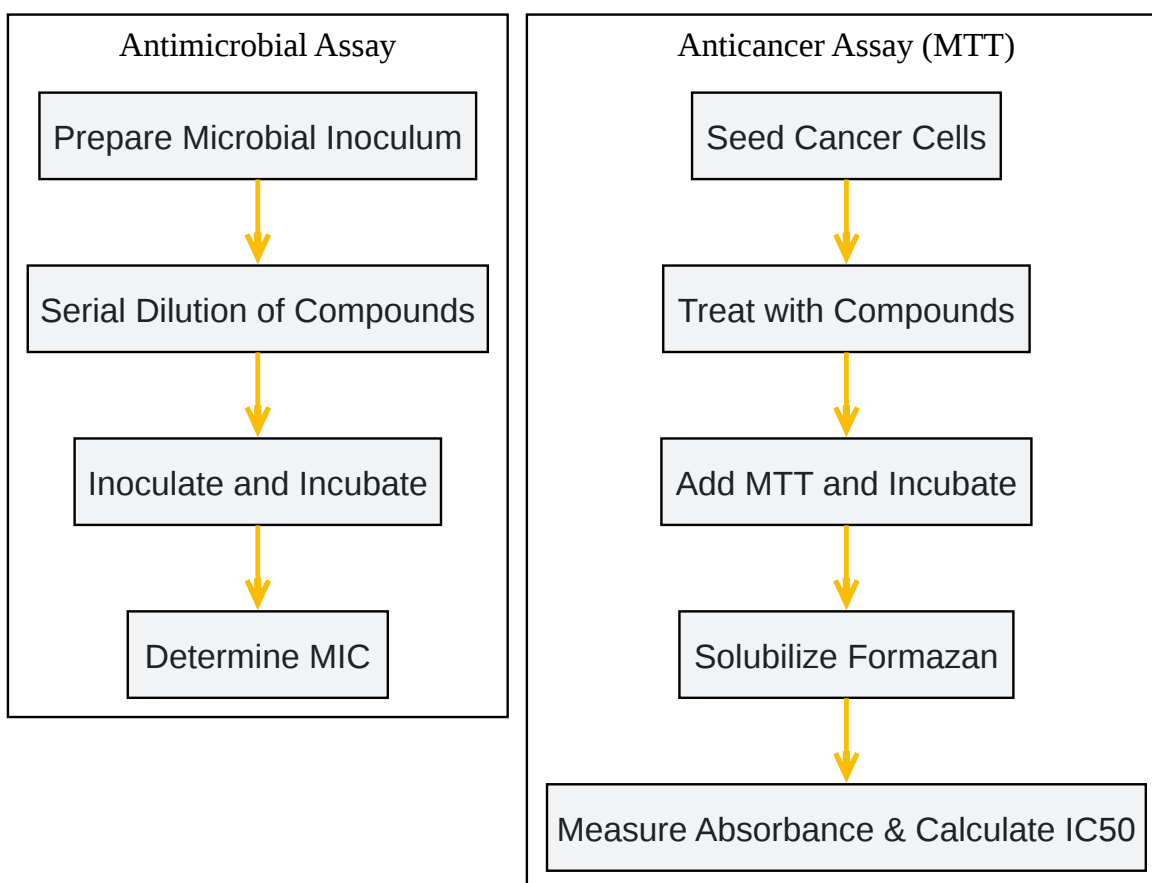 Antimicrobial Assay
Prepare Microbial Inoculum
Serial Dilution of Compounds
Inoculate and Incubate
Determine MIC
Anticancer Assay (MTT)
Seed Cancer Cells
Treat with Compounds
Add MTT and Incubate
Solubilize Formazan
Measure Absorbance & Calculate IC50